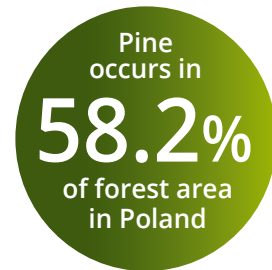 Pine
occurs in
58.2%
of forest area
in Poland